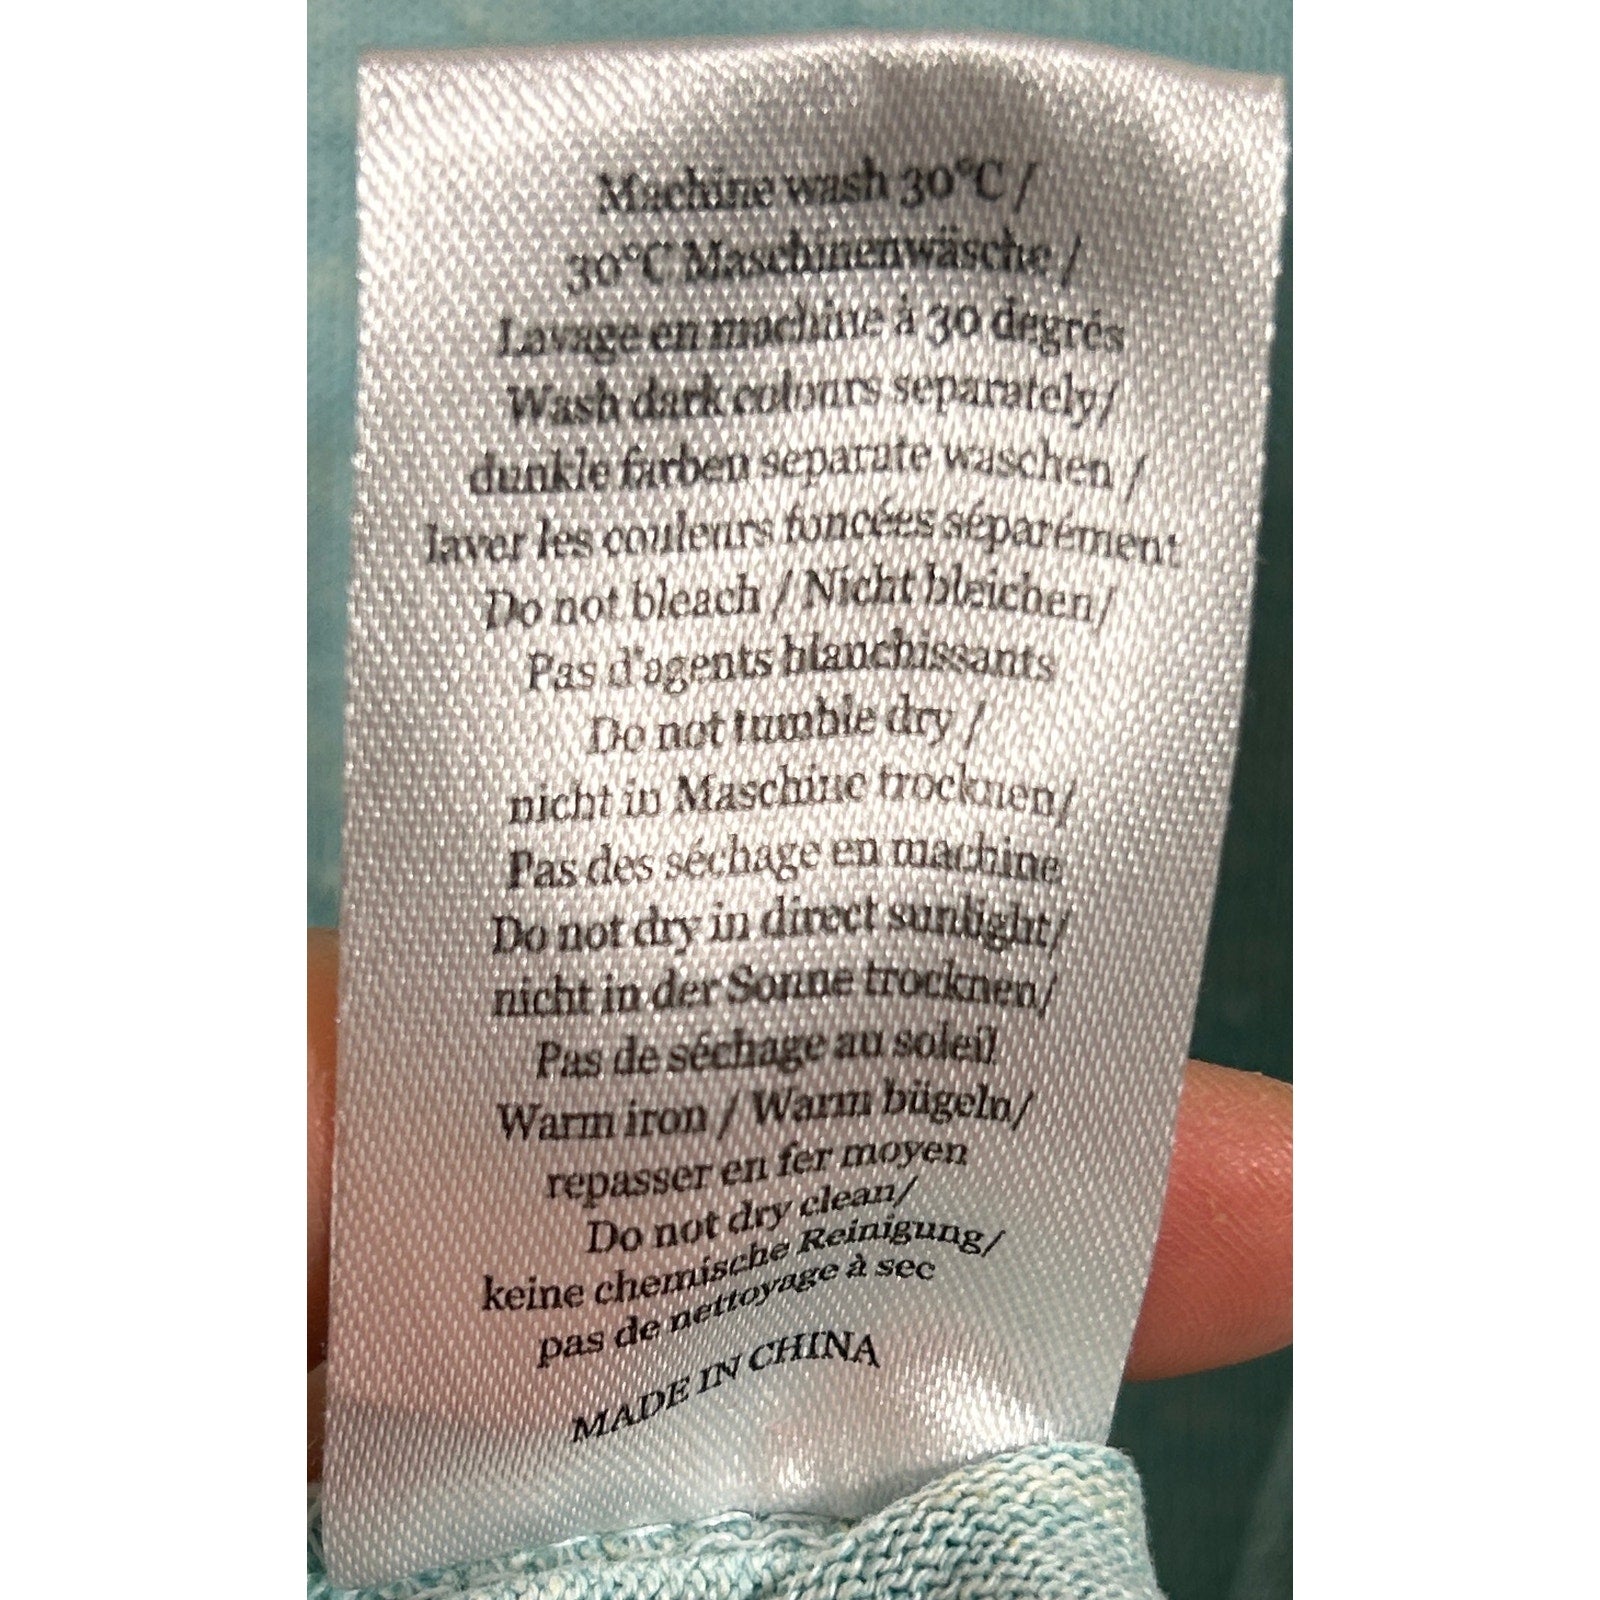 Machine wash 30°C /
30°C Maschinenwäsche /
Lavage en machine à 30 degrés
Wash dark colours separately/
dunkle farben separate waschen /
laver les couleurs foncées séparément
Do not bleach / Nicht bleichen/
Pas d'agents blanchissants
Do not tumble dry /
nicht in Maschine trocknen/
Pas des séchage en machine
Do not dry in direct sunlight/
nicht in der Sonne trocknen/
Pas de séchage au soleil
Warm iron / Warm bügeln/
repasser en fer moyen
Do not dry clean/
keine chemische Reinigung/
pas de nettoyage à sec
MADE IN CHINA